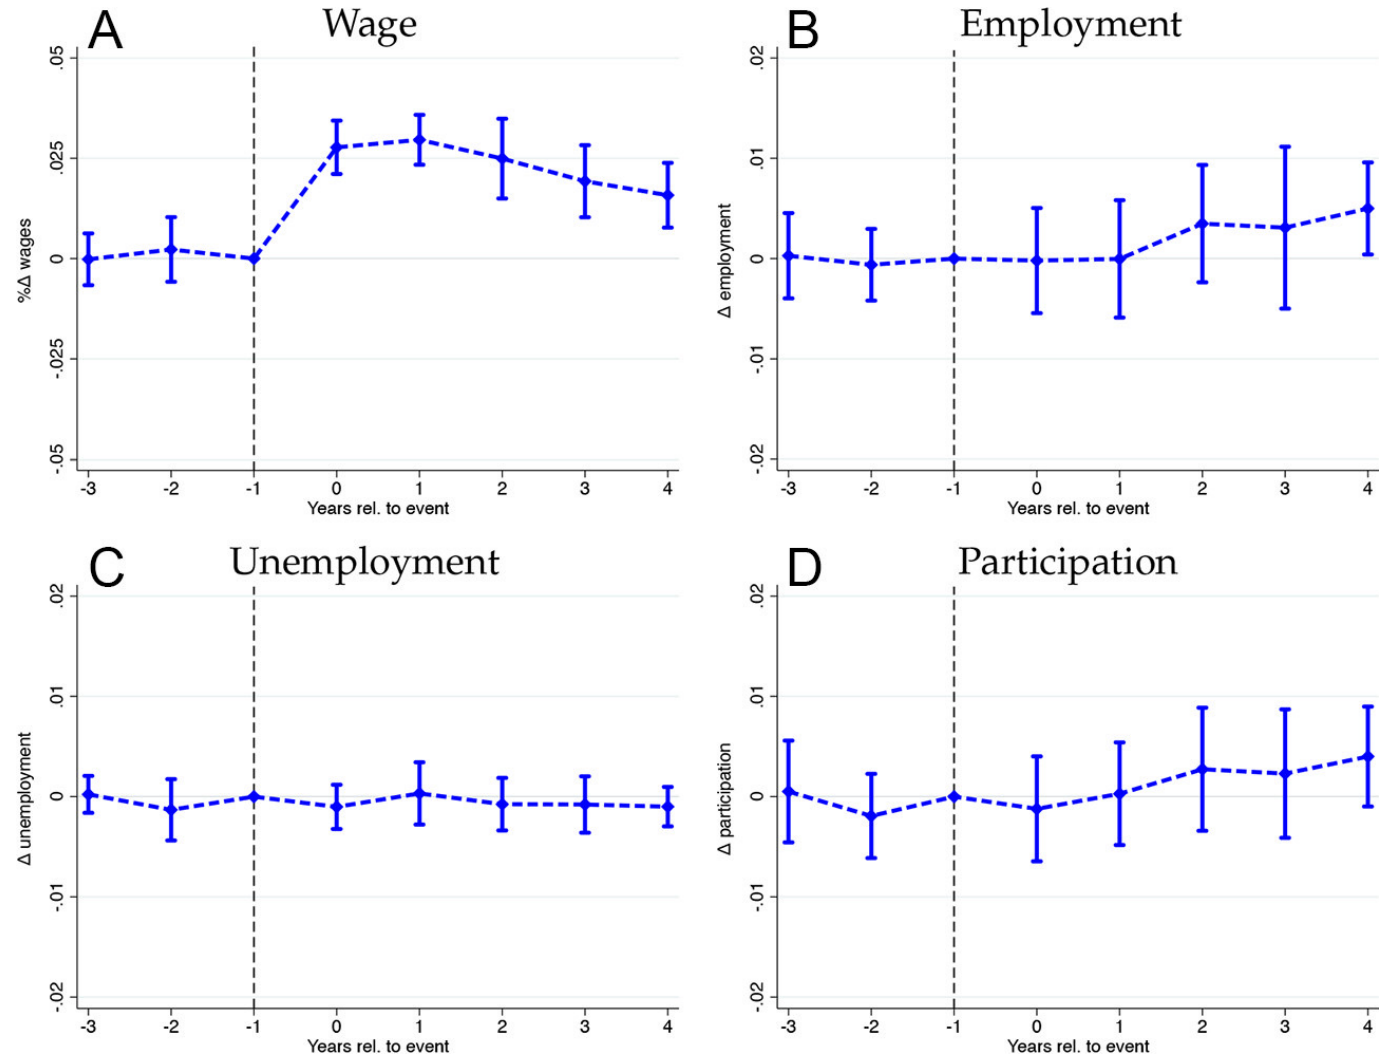 A Wage
.05
.025
0
-.025
-.05
%Δ wages
-3 -2 -1 0 1 2 3 4
Years rel. to event
B Employment
.02
.01
0
-.01
-.02
Δ employment
-3 -2 -1 0 1 2 3 4
Years rel. to event
C Unemployment
.02
.01
0
-.01
-.02
Δ unemployment
-3 -2 -1 0 1 2 3 4
Years rel. to event
D Participation
.02
.01
0
-.01
-.02
Δ participation
-3 -2 -1 0 1 2 3 4
Years rel. to event